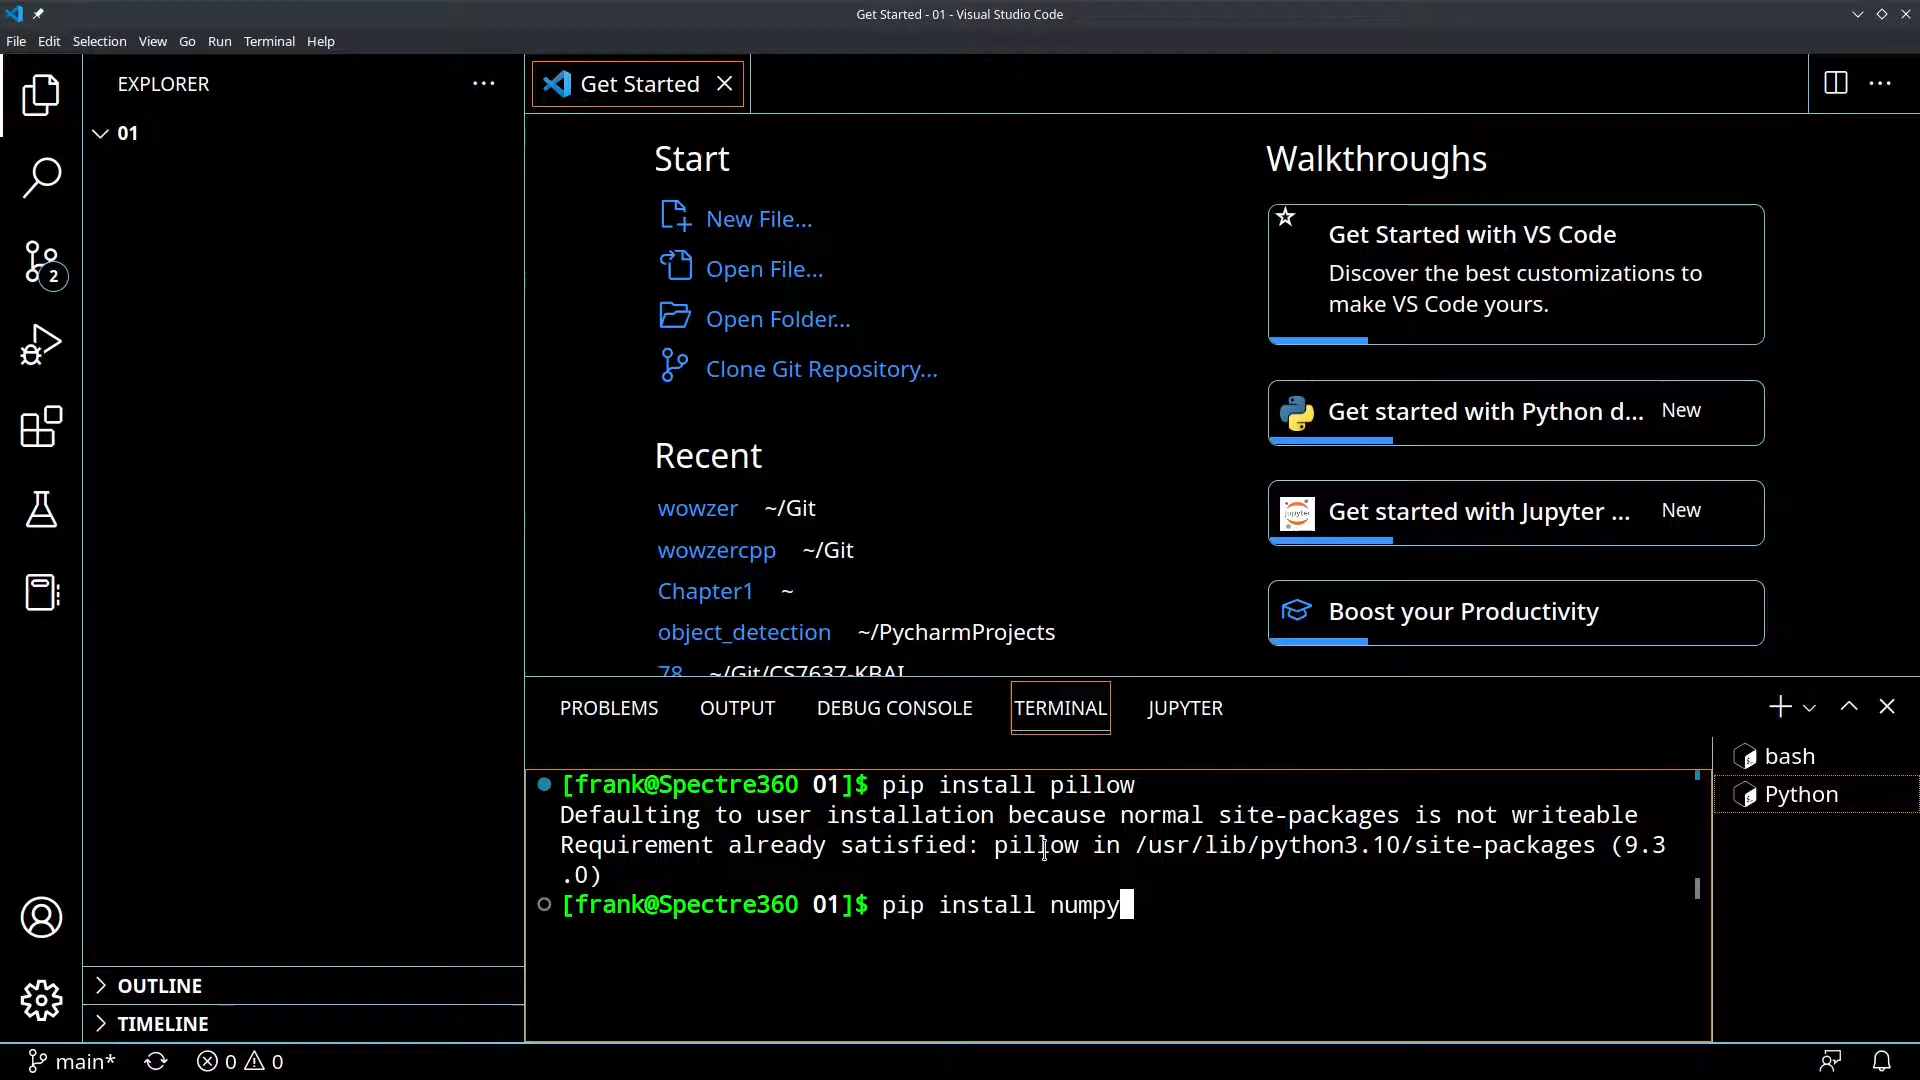 Get Started - 01 - Visual Studio Code
File Edit Selection View Go Run Terminal Help
EXPLORER
01
2
OUTLINE
TIMELINE
Get Started
Start
New File...
Open File...
Open Folder...
Clone Git Repository...
Recent
wowzer ~/Git
wowzercpp ~/Git
Chapter1 ~
object_detection ~/PycharmProjects
78 ~/Git/CS7637-KBAI
Walkthroughs
Get Started with VS Code
Discover the best customizations to
make VS Code yours.
Get started with Python d... New
jupyter
Get started with Jupyter ... New
Boost your Productivity
PROBLEMS OUTPUT DEBUG CONSOLE TERMINAL JUPYTER
[frank@Spectre360 01]$ pip install pillow
Defaulting to user installation because normal site-packages is not writeable
Requirement already satisfied: pillow in /usr/lib/python3.10/site-packages (9.3
.0)
[frank@Spectre360 01]$ pip install numpy
bash
Python
main* 0 0